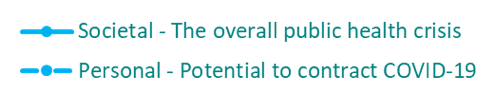 Societal - The overall public health crisis
Personal - Potential to contract COVID-19